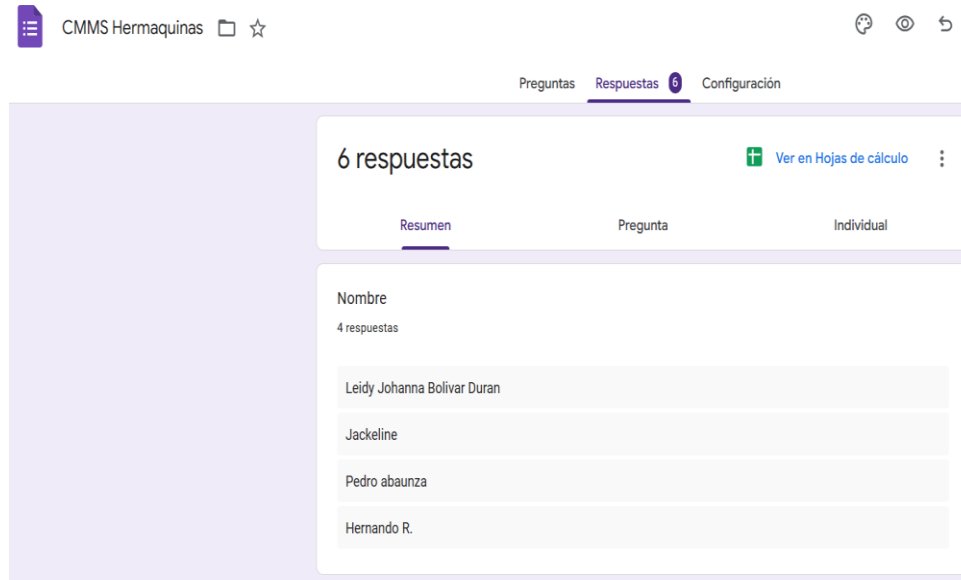 CMMS Hermaquinas
Preguntas Respuestas 6 Configuración
6 respuestas Ver en Hojas de cálculo
Resumen Pregunta Individual
Nombre
4 respuestas
Leidy Johanna Bolivar Duran
Jackeline
Pedro abaunza
Hernando R.